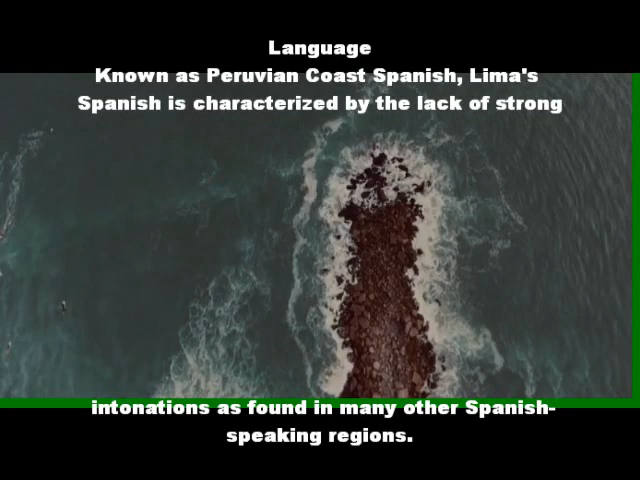 Language
Known as Peruvian Coast Spanish, Lima's
Spanish is characterized by the lack of strong
intonations as found in many other Spanish-
speaking regions.